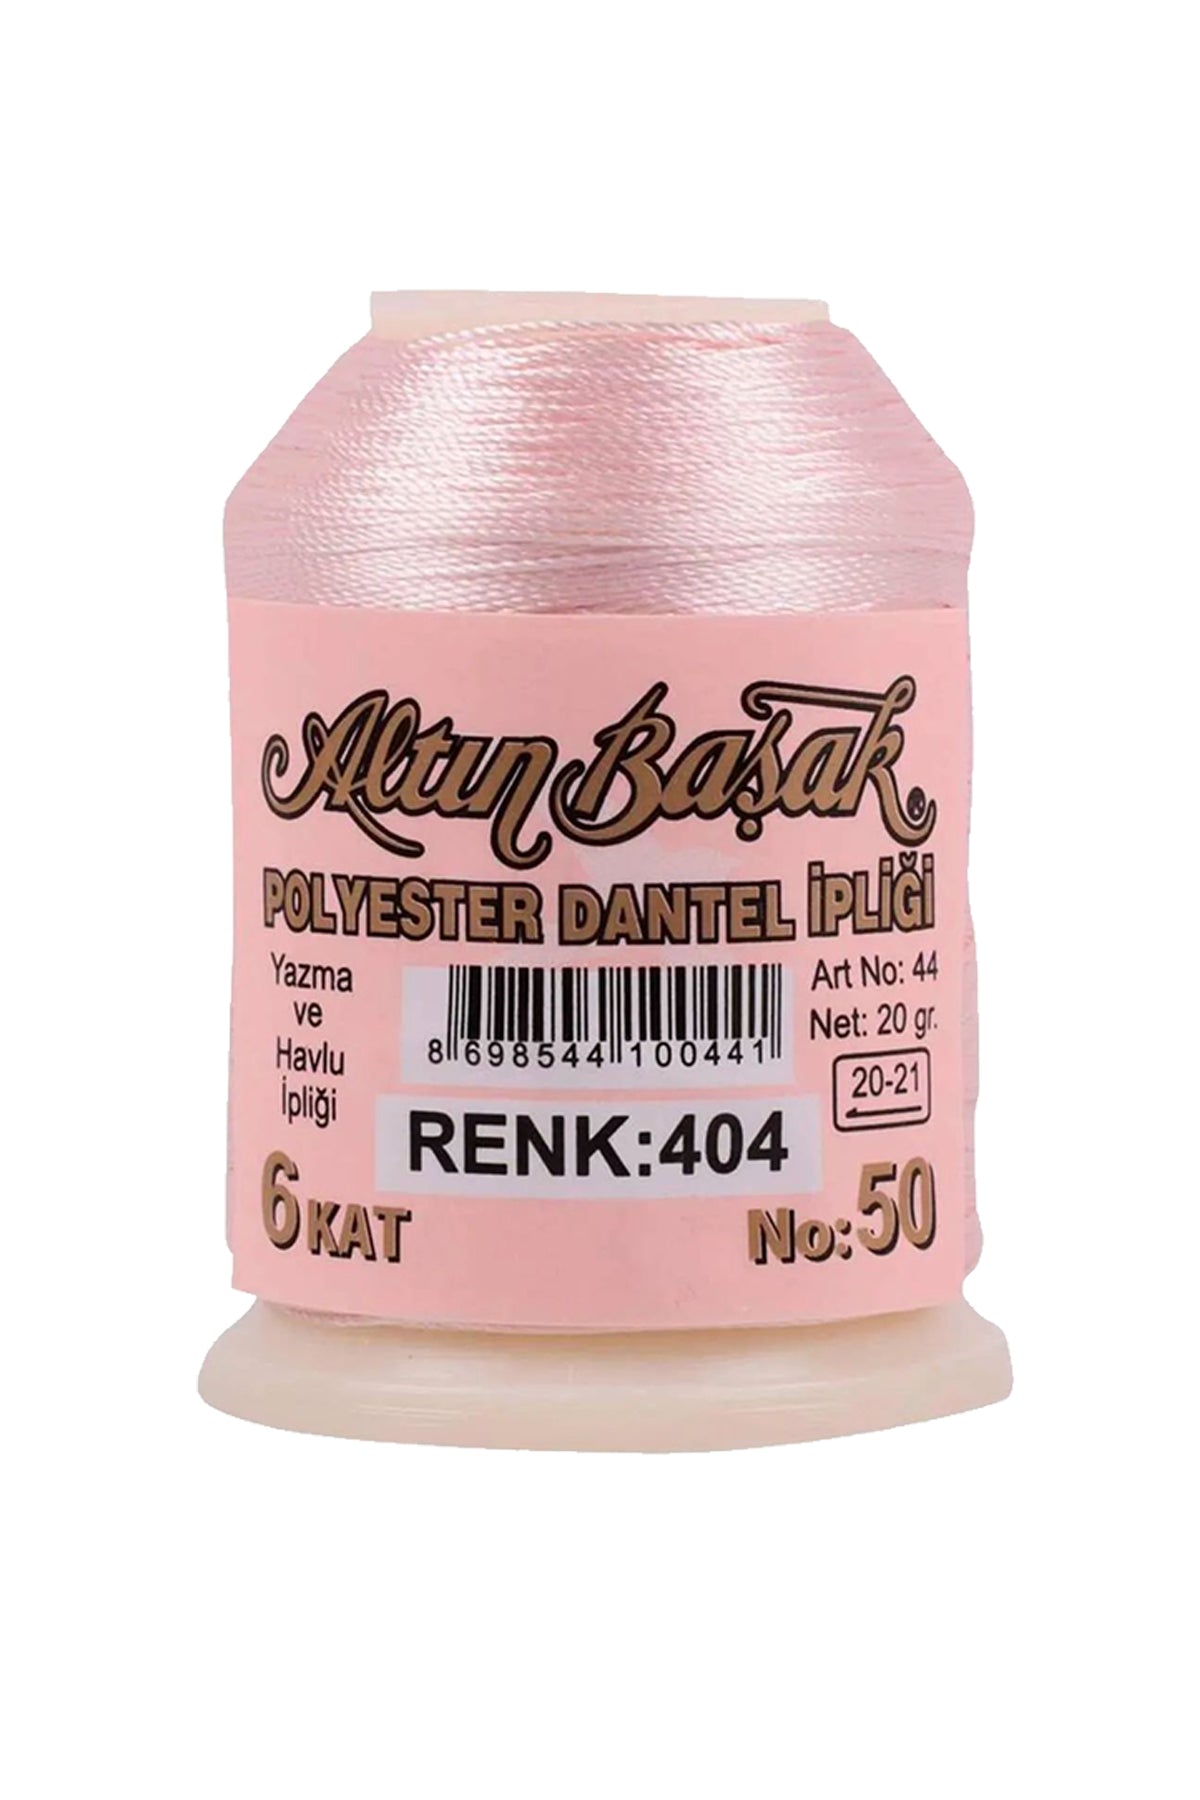 Altın Başak®
POLYESTER DANTEL İPLİĞİ
Yazma
ve
Havlu
İpliği
8 698544 100441
Art No: 44
Net: 20 gr.
20-21
RENK:404
6 KAT
No:50